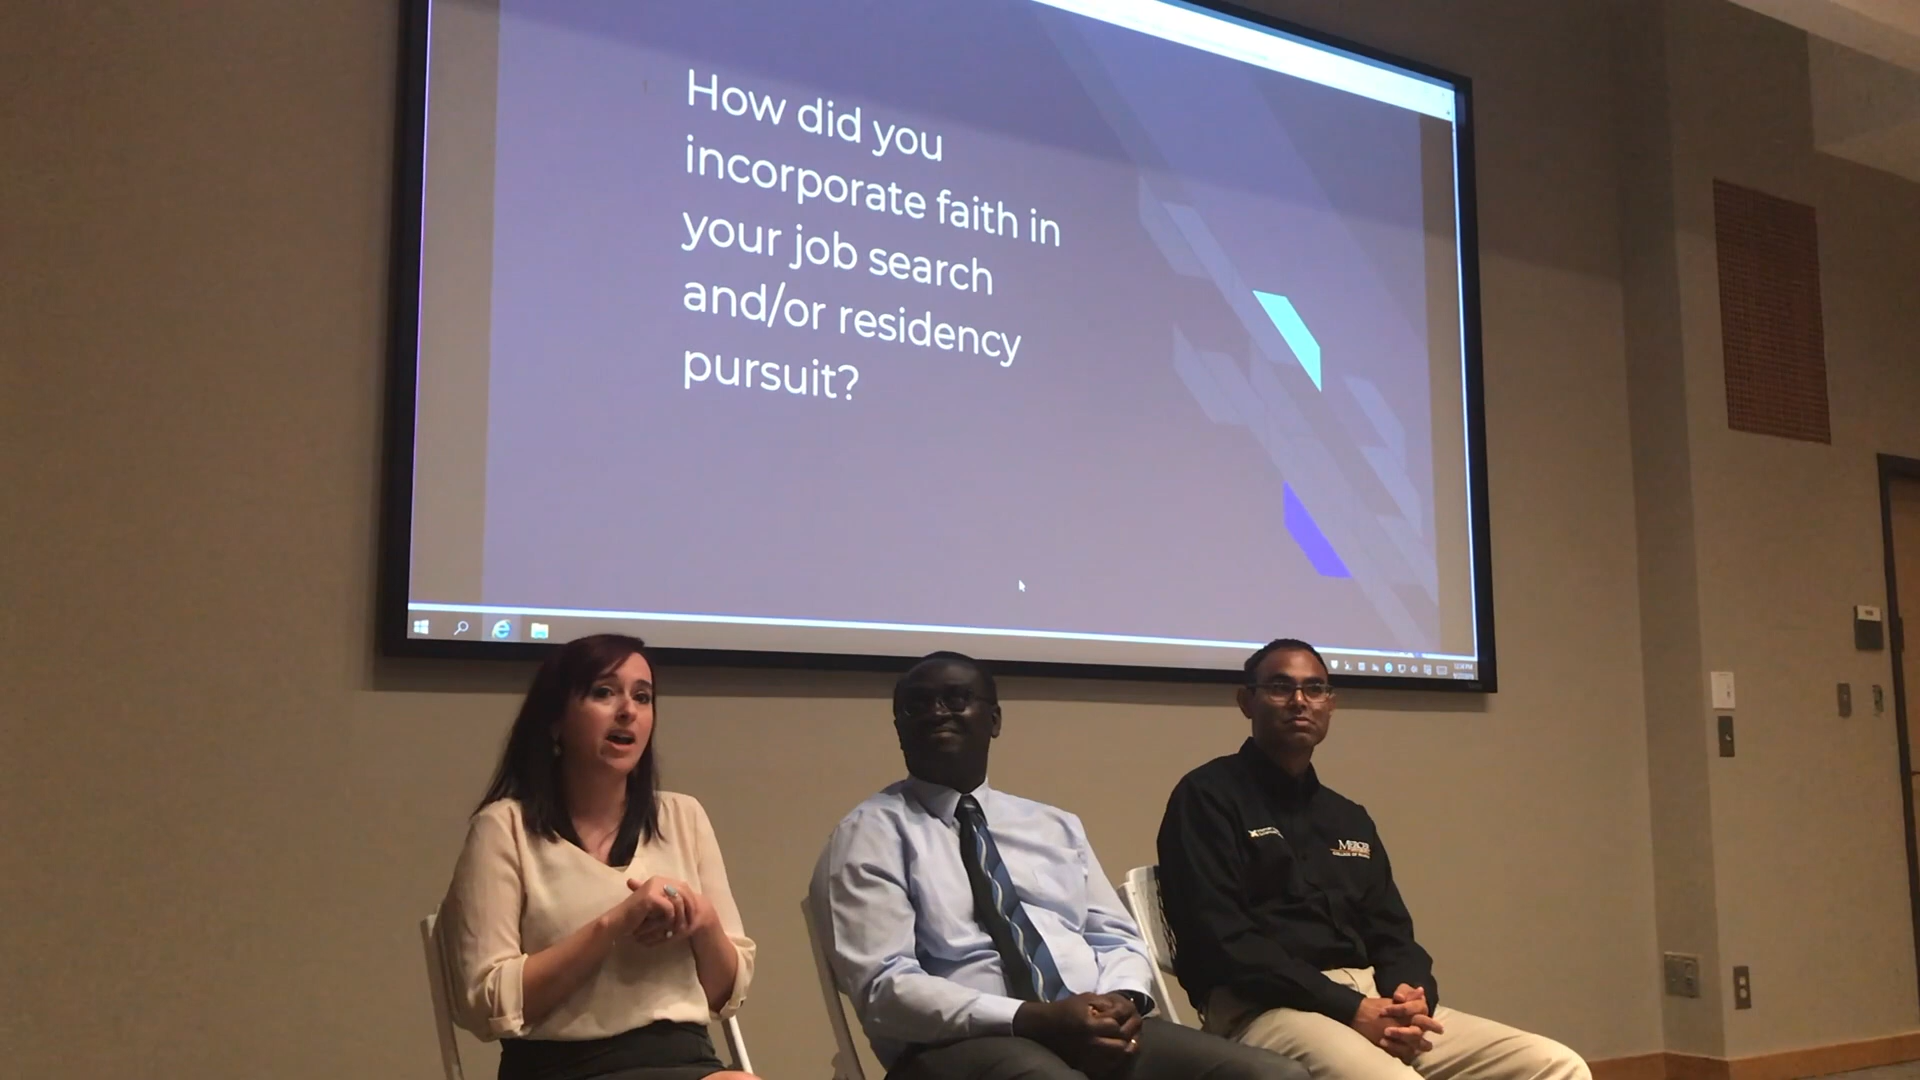 How did you
incorporate faith in
your job search
and/or residency
pursuit?
MERCER